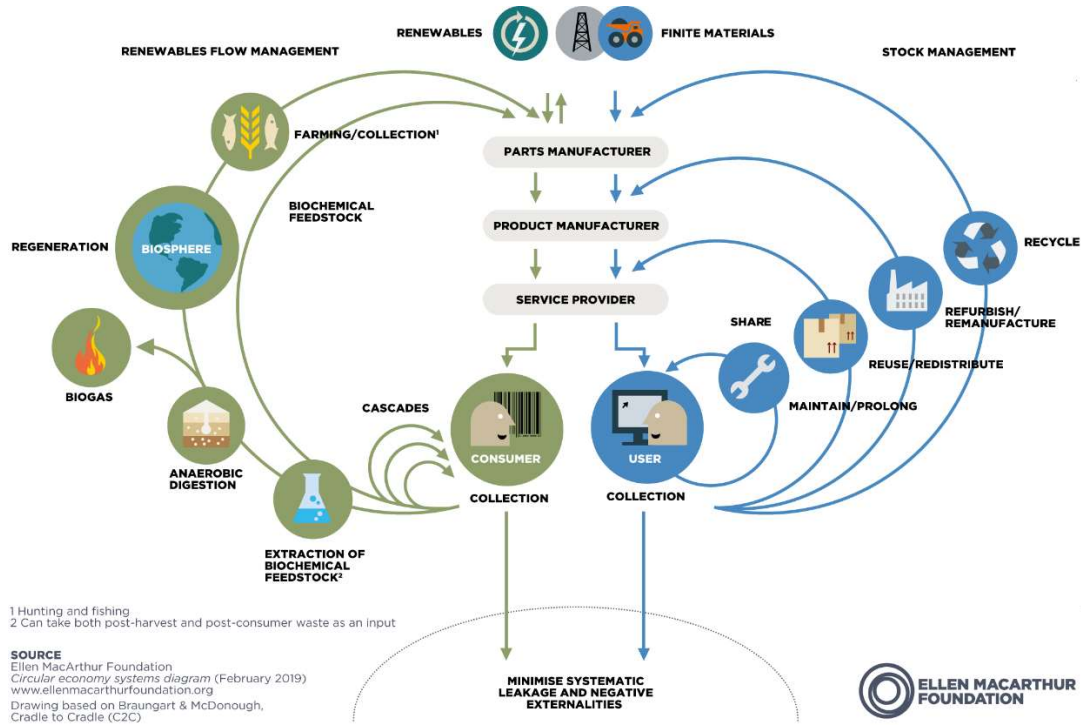 RENEWABLES
FINITE MATERIALS
RENEWABLES FLOW MANAGEMENT
STOCK MANAGEMENT
FARMING/COLLECTION¹
PARTS MANUFACTURER
BIOCHEMICAL
FEEDSTOCK
PRODUCT MANUFACTURER
REGENERATION
BIOSPHERE
RECYCLE
SERVICE PROVIDER
SHARE
REFURBISH/
REMANUFACTURE
REUSE/REDISTRIBUTE
BIOGAS
MAINTAIN/PROLONG
CASCADES
CONSUMER
USER
ANAEROBIC
DIGESTION
COLLECTION
COLLECTION
EXTRACTION OF
BIOCHEMICAL
FEEDSTOCK²
1 Hunting and fishing
2 Can take both post-harvest and post-consumer waste as an input
SOURCE
Ellen MacArthur Foundation
Circular economy systems diagram (February 2019)
www.ellenmacarthurfoundation.org
Drawing based on Braungart & McDonough,
Cradle to Cradle (C2C)
MINIMISE SYSTEMATIC
LEAKAGE AND NEGATIVE
EXTERNALITIES
ELLEN MACARTHUR
FOUNDATION